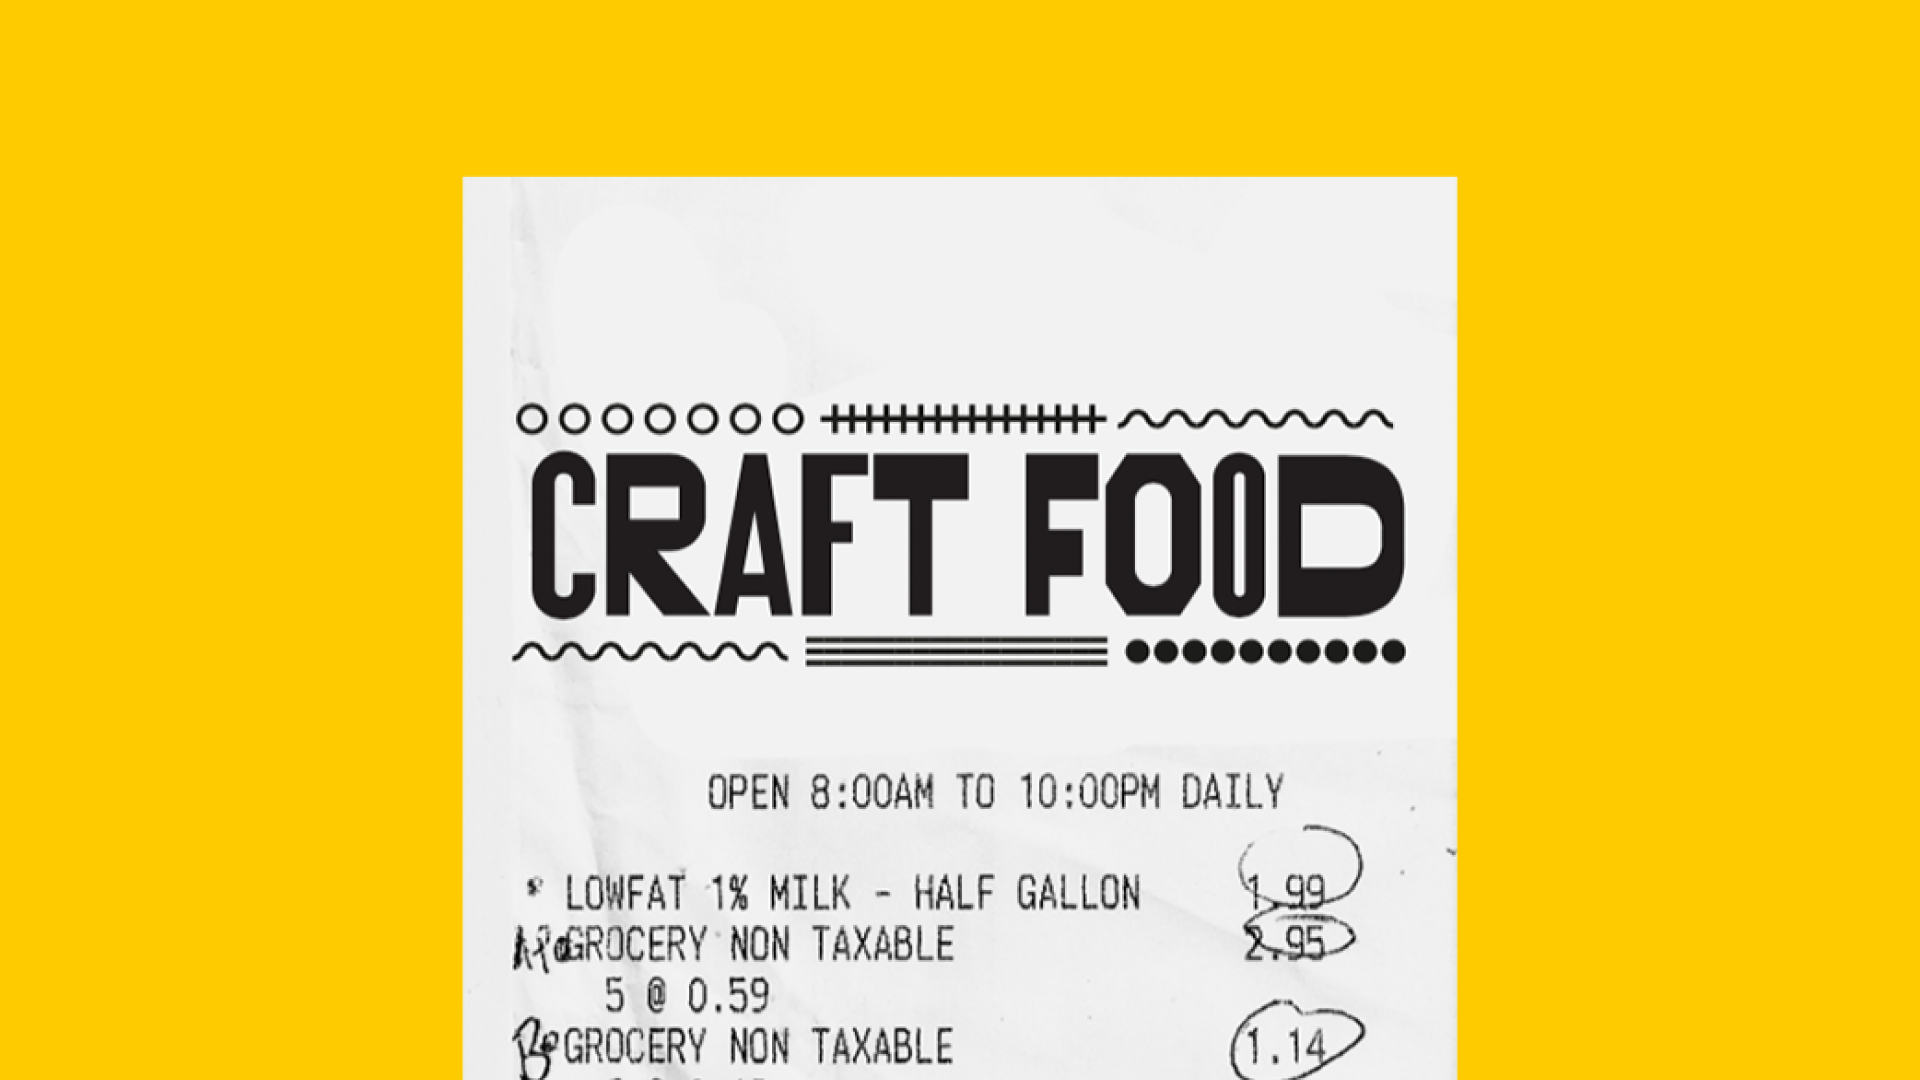 CRAFT FOOD
OPEN 8:00AM TO 10:00PM DAILY
* LOWFAT 1% MILK - HALF GALLON 1.99
GROCERY NON TAXABLE 2.95
5 @ 0.59
GROCERY NON TAXABLE 1.14